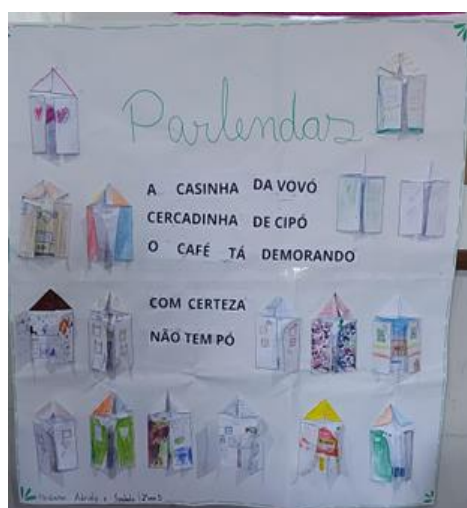 Parlendas
A CASINHA DA VOVÓ
CERCADINHA DE CIPÓ
O CAFÉ TÁ DEMORANDO
COM CERTEZA
NÃO TEM PÓ